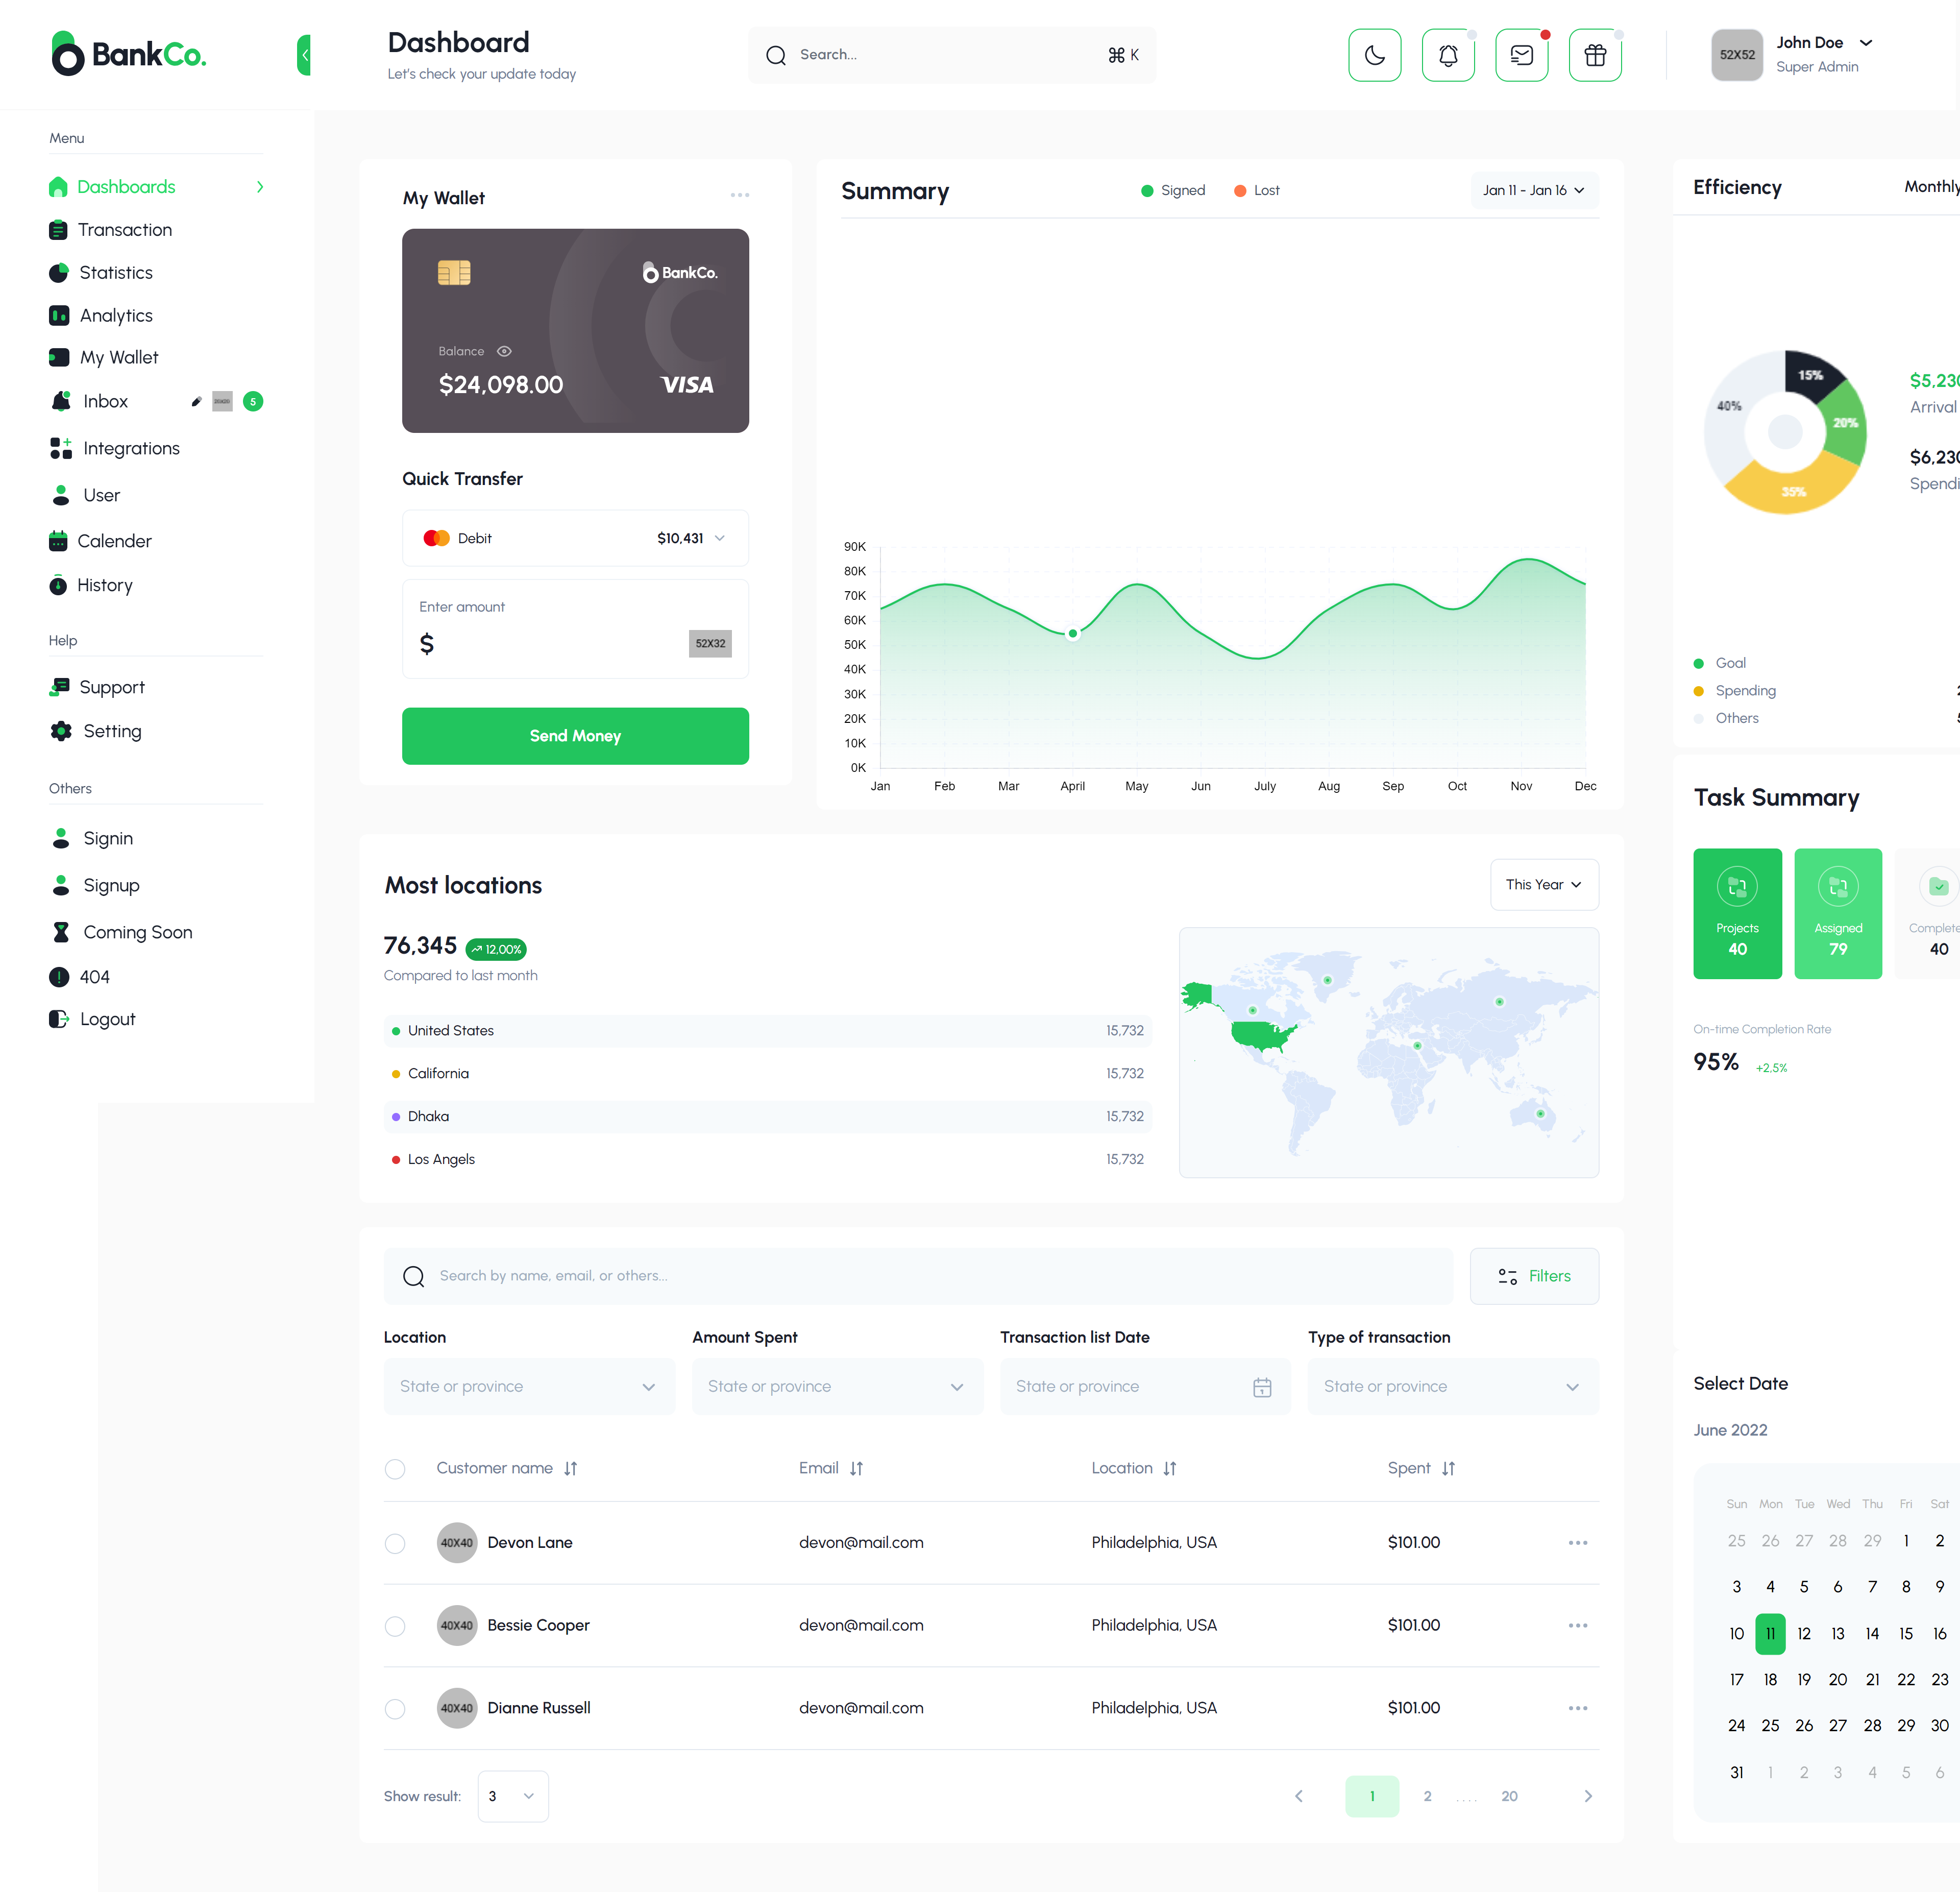 BankCo.
Dashboard
Let's check your update today
Search...
⌘ K
52X52
John Doe
Super Admin
Menu
Dashboards
Transaction
Statistics
Analytics
My Wallet
Inbox
5
Integrations
User
Calender
History
Help
Support
Setting
Others
Signin
Signup
Coming Soon
404
Logout
My Wallet
BankCo.
Balance
$24,098.00
VISA
Quick Transfer
Debit
$10,431
Enter amount
$
52X32
Send Money
Summary
Signed
Lost
Jan 11 - Jan 16
90K
80K
70K
60K
50K
40K
30K
20K
10K
0K
Jan Feb Mar April May Jun July Aug Sep Oct Nov Dec
Efficiency
Monthly
15%
20%
35%
40%
$5,230
Arrival
$6,230
Spendi
Goal
Spending
Others
Task Summary
Projects
40
Assigned
79
Complete
40
On-time Completion Rate
95% +2,5%
Most locations
This Year
76,345 12,00%
Compared to last month
United States 15,732
California 15,732
Dhaka 15,732
Los Angels 15,732
Search by name, email, or others...
Filters
Location
State or province
Amount Spent
State or province
Transaction list Date
State or province
Type of transaction
State or province
Customer name Email Location Spent
40X40 Devon Lane devon@mail.com Philadelphia, USA $101.00
40X40 Bessie Cooper devon@mail.com Philadelphia, USA $101.00
40X40 Dianne Russell devon@mail.com Philadelphia, USA $101.00
Show result: 3
1 2 .... 20
Select Date
June 2022
Sun Mon Tue Wed Thu Fri Sat
25 26 27 28 29 1 2
3 4 5 6 7 8 9
10 11 12 13 14 15 16
17 18 19 20 21 22 23
24 25 26 27 28 29 30
31 1 2 3 4 5 6